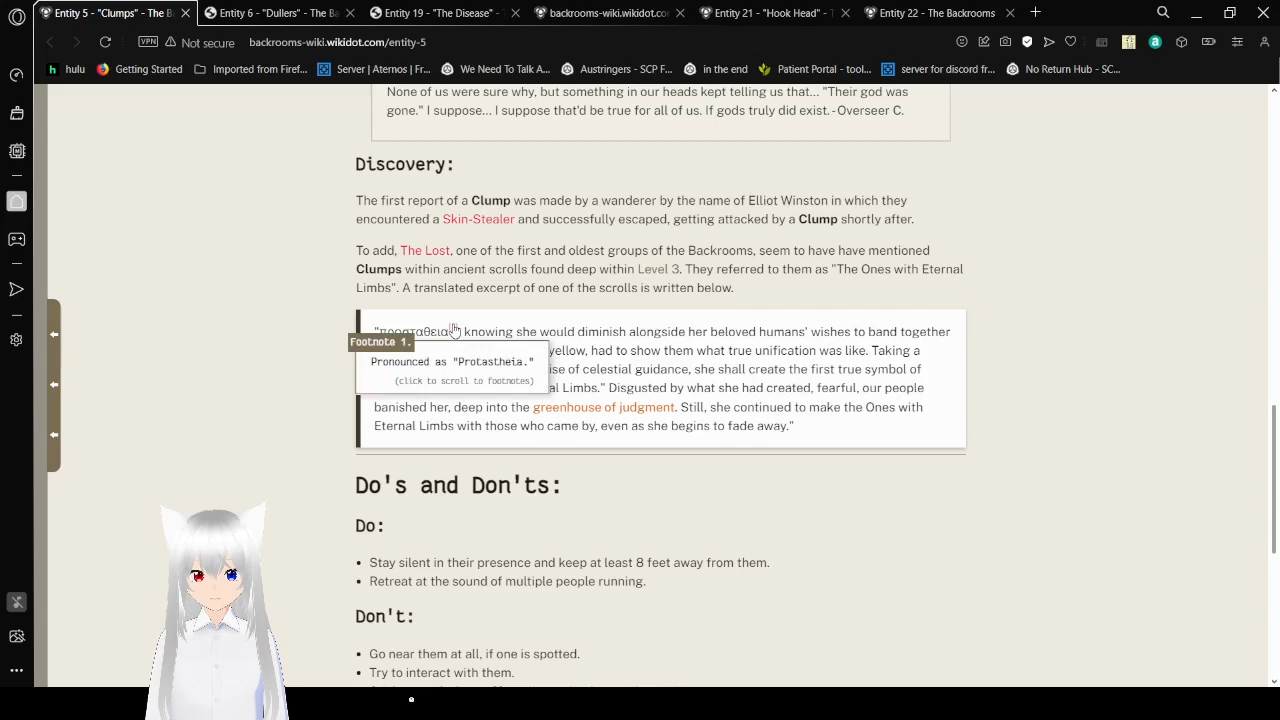 Entity 5 - "Clumps" - The B
Entity 6 - "Dullers" - The Ba
Entity 19 - "The Disease" -
backrooms-wiki.wikidot.co
Entity 21 - "Hook Head" - T
Entity 22 - The Backrooms
VPN
Not secure
backrooms-wiki.wikidot.com/entity-5
hulu
Getting Started
Imported from Firef...
Server | Aternos | Fr...
We Need To Talk A...
Austringers - SCP F...
in the end
Patient Portal - tool...
server for discord fr...
No Return Hub - SC...
None of us were sure why, but something in our heads kept telling us that... "Their god was
gone." I suppose... I suppose that'd be true for all of us. If gods truly did exist. - Overseer C.
Discovery:
The first report of a Clump was made by a wanderer by the name of Elliot Winston in which they
encountered a Skin-Stealer and successfully escaped, getting attacked by a Clump shortly after.
To add, The Lost, one of the first and oldest groups of the Backrooms, seem to have have mentioned
Clumps within ancient scrolls found deep within Level 3. They referred to them as "The Ones with Eternal
Limbs". A translated excerpt of one of the scrolls is written below.
knowing she would diminish alongside her beloved humans' wishes to band together
Footnote 1.
yellow, had to show them what true unification was like. Taking a
Pronounced as "Protastheia."
of celestial guidance, she shall create the first true symbol of
(click to scroll to footnotes)
Limbs." Disgusted by what she had created, fearful, our people
banished her, deep into the greenhouse of judgment. Still, she continued to make the Ones with
Eternal Limbs with those who came by, even as she begins to fade away."
Do's and Don'ts:
Do:
• Stay silent in their presence and keep at least 8 feet away from them.
• Retreat at the sound of multiple people running.
Don't:
• Go near them at all, if one is spotted.
• Try to interact with them.